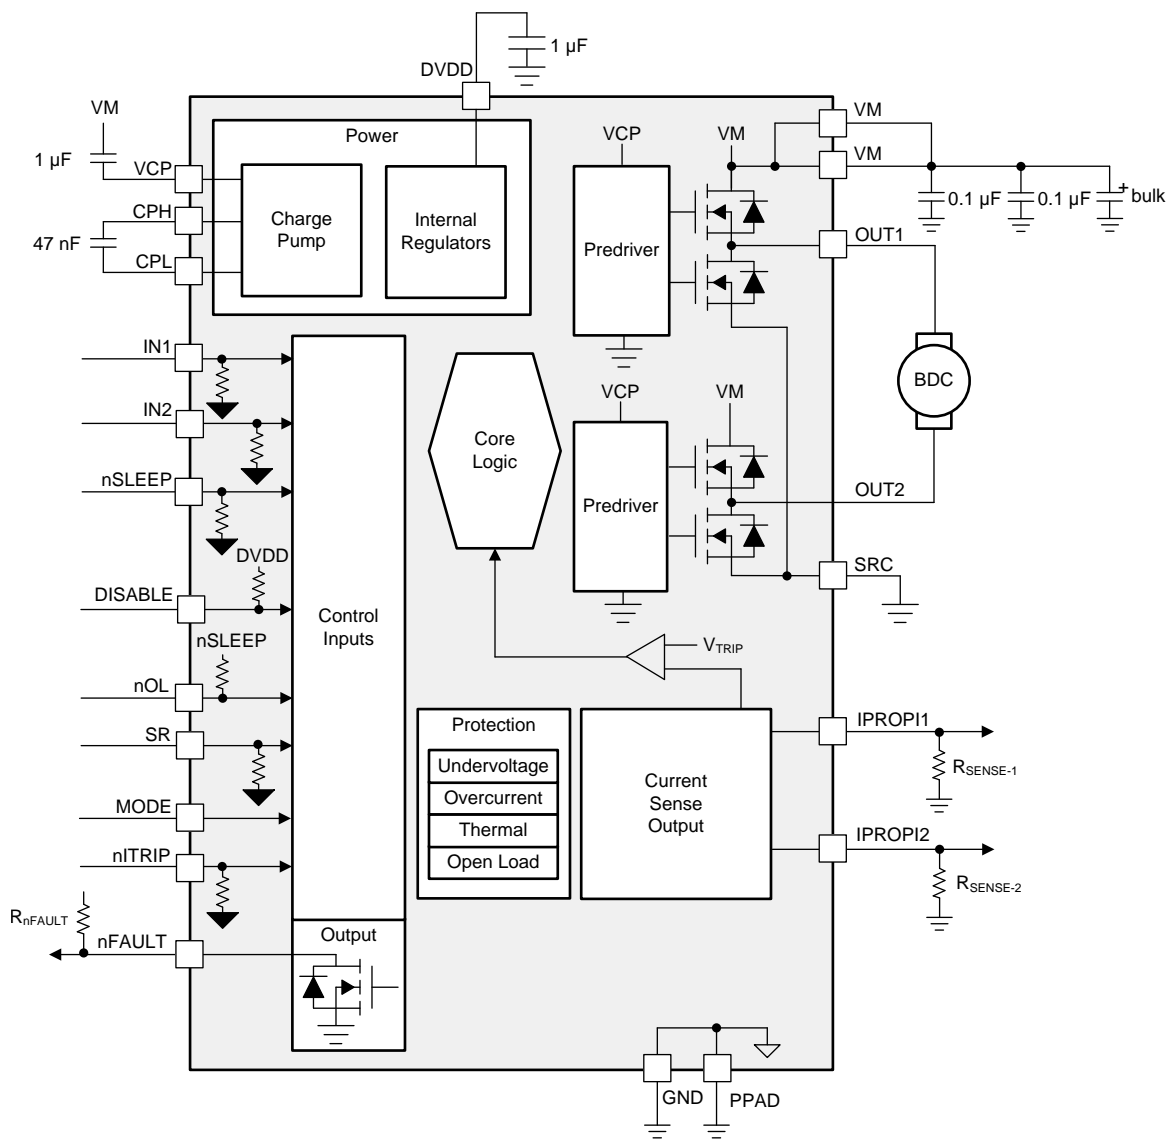 1 µF
DVDD
VM
1 µF
VCP
CPH
47 nF
CPL
Power
Charge
Pump
Internal
Regulators
VCP
VM
Predriver
VM
VM
0.1 µF
0.1 µF
+
bulk
OUT1
BDC
IN1
IN2
nSLEEP
DVDD
DISABLE
nSLEEP
nOL
SR
MODE
nITRIP
RnFAULT
nFAULT
Control
Inputs
Output
Core
Logic
VCP
VM
Predriver
OUT2
SRC
VTRIP
Protection
Undervoltage
Overcurrent
Thermal
Open Load
Current
Sense
Output
IPROPI1
RSENSE-1
IPROPI2
RSENSE-2
GND
PPAD